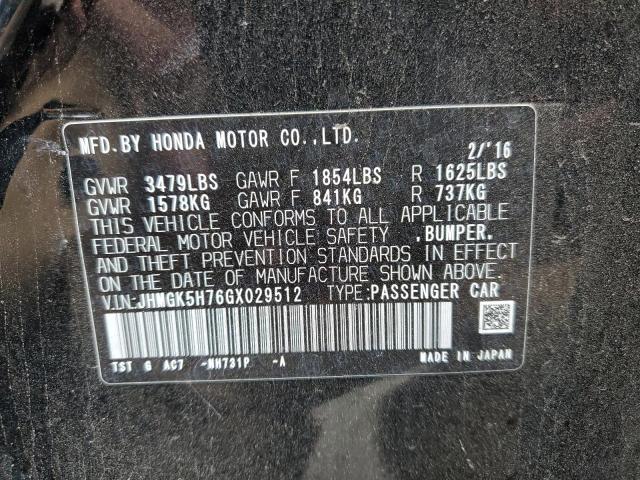 MFD.BY HONDA MOTOR CO.,LTD. 2/'16
GVWR 3479LBS GAWR F 1854LBS R 1625LBS
GVWR 1578KG GAWR F 841KG R 737KG
THIS VEHICLE CONFORMS TO ALL APPLICABLE
FEDERAL MOTOR VEHICLE SAFETY ,BUMPER,
AND THEFT PREVENTION STANDARDS IN EFFECT
ON THE DATE OF MANUFACTURE SHOWN ABOVE.
VIN:JHMGK5H76GX029512 TYPE:PASSENGER CAR
TST G AC7 -NH731P -A MADE IN JAPAN